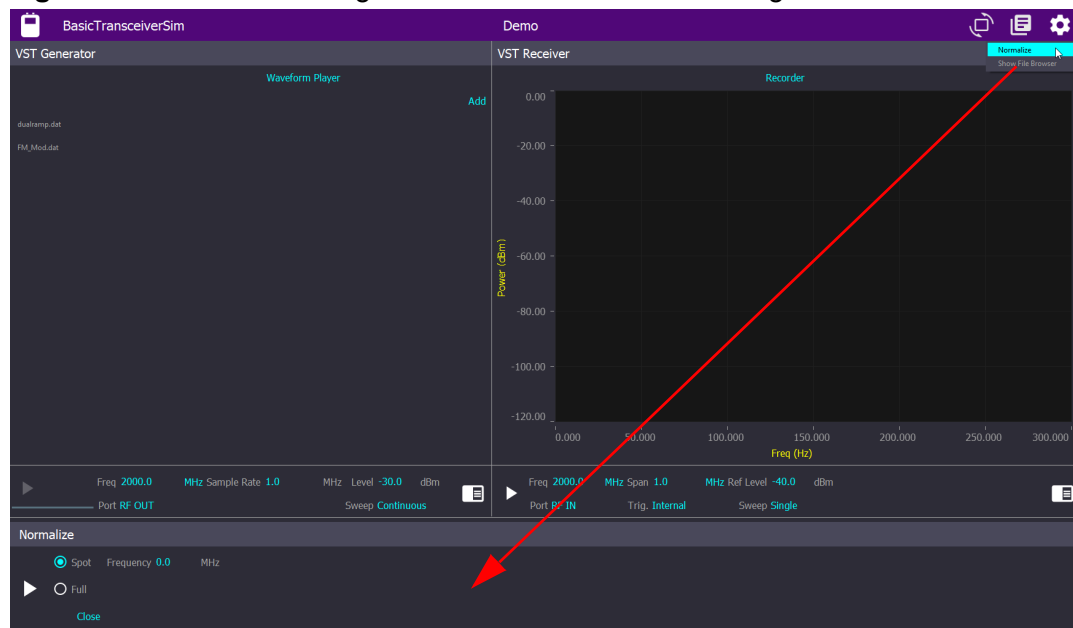 BasicTransceiverSim
Demo
VST Generator
VST Receiver
Normalize
Show File Browser
Waveform Player
Recorder
Add
dualramp.dat
FM_Mod.dat
0.00
-20.00
-40.00
-60.00
-80.00
-100.00
-120.00
Power (dBm)
0.000 50.000 100.000 150.000 200.000 250.000 300.000
Freq (Hz)
Freq 2000.0 MHz Sample Rate 1.0 MHz Level -30.0 dBm
Port RF OUT Sweep Continuous
Freq 2000.0 MHz Span 1.0 MHz Ref Level -40.0 dBm
Port RF IN Trig. Internal Sweep Single
Normalize
Spot Frequency 0.0 MHz
Full
Close